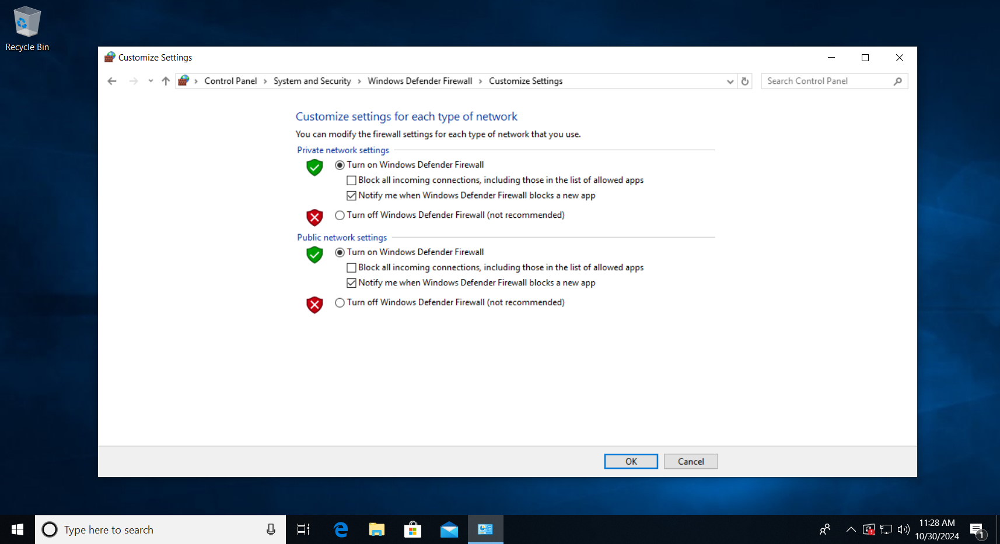 Recycle Bin
Customize Settings
Control Panel > System and Security > Windows Defender Firewall > Customize Settings
Search Control Panel
Customize settings for each type of network
You can modify the firewall settings for each type of network that you use.
Private network settings
Turn on Windows Defender Firewall
Block all incoming connections, including those in the list of allowed apps
Notify me when Windows Defender Firewall blocks a new app
Turn off Windows Defender Firewall (not recommended)
Public network settings
Turn on Windows Defender Firewall
Block all incoming connections, including those in the list of allowed apps
Notify me when Windows Defender Firewall blocks a new app
Turn off Windows Defender Firewall (not recommended)
OK
Cancel
Type here to search
11:28 AM
10/30/2024
1